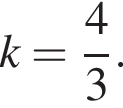 k = 4/3.